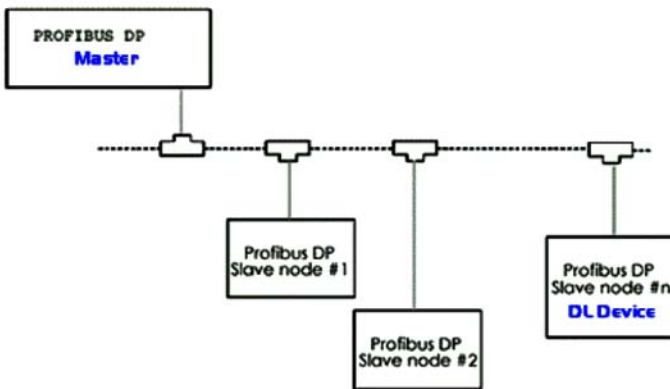 PROFIBUS DP
Master
Profibus DP
Slave node #1
Profibus DP
Slave node #2
Profibus DP
Slave node #n
DL Device